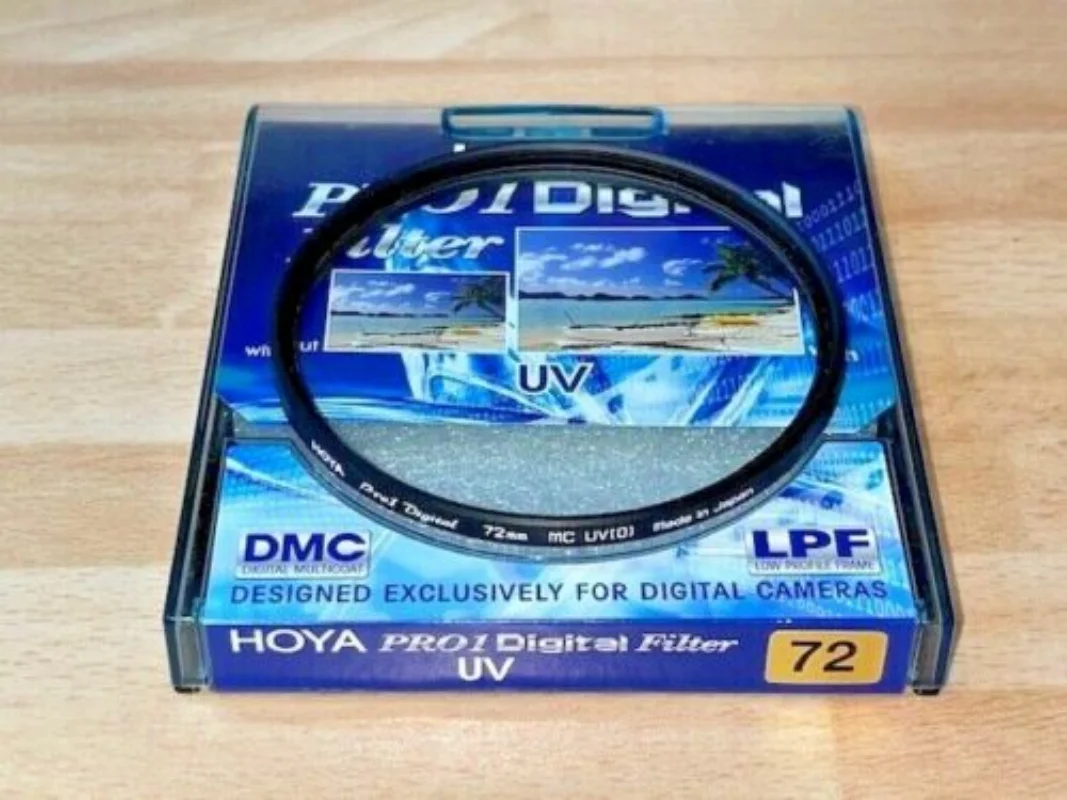 PRO1 Digital
Filter
UV
HOYA Pro1 Digital 72mm MC UV(0) Made in Japan
DMC
DIGITAL MULTICOAT
LPF
LOW PROFILE FRAME
DESIGNED EXCLUSIVELY FOR DIGITAL CAMERAS
HOYA PRO1 Digital Filter
UV
72